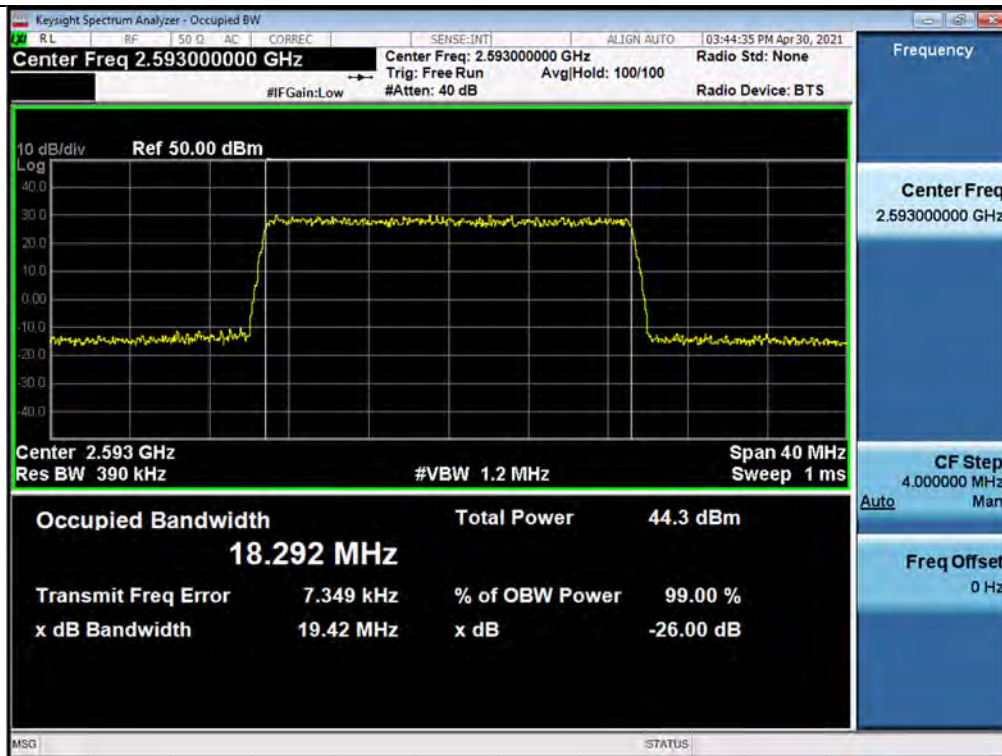 Keysight Spectrum Analyzer - Occupied BW
LXI RL RF 50 Ω AC CORREC SENSE:INT ALIGN AUTO 03:44:35 PM Apr 30, 2021
Center Freq 2.593000000 GHz
Center Freq: 2.593000000 GHz Radio Std: None
Trig: Free Run Avg|Hold: 100/100
#IFGain:Low #Atten: 40 dB Radio Device: BTS
10 dB/div Ref 50.00 dBm
Log
40.0
30.0
20.0
10.0
0.00
-10.0
-20.0
-30.0
-40.0
Center 2.593 GHz Span 40 MHz
Res BW 390 kHz #VBW 1.2 MHz Sweep 1 ms
Occupied Bandwidth Total Power 44.3 dBm
18.292 MHz
Transmit Freq Error 7.349 kHz % of OBW Power 99.00 %
x dB Bandwidth 19.42 MHz x dB -26.00 dB
Frequency
Center Freq
2.593000000 GHz
CF Step
4.000000 MHz
Auto Man
Freq Offset
0 Hz
MSG STATUS